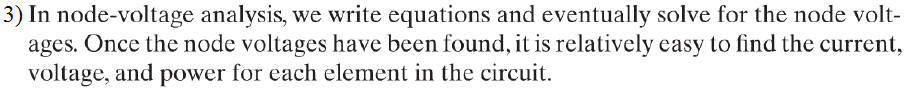 3) In node-voltage analysis, we write equations and eventually solve for the node volt-
ages. Once the node voltages have been found, it is relatively easy to find the current,
voltage, and power for each element in the circuit.